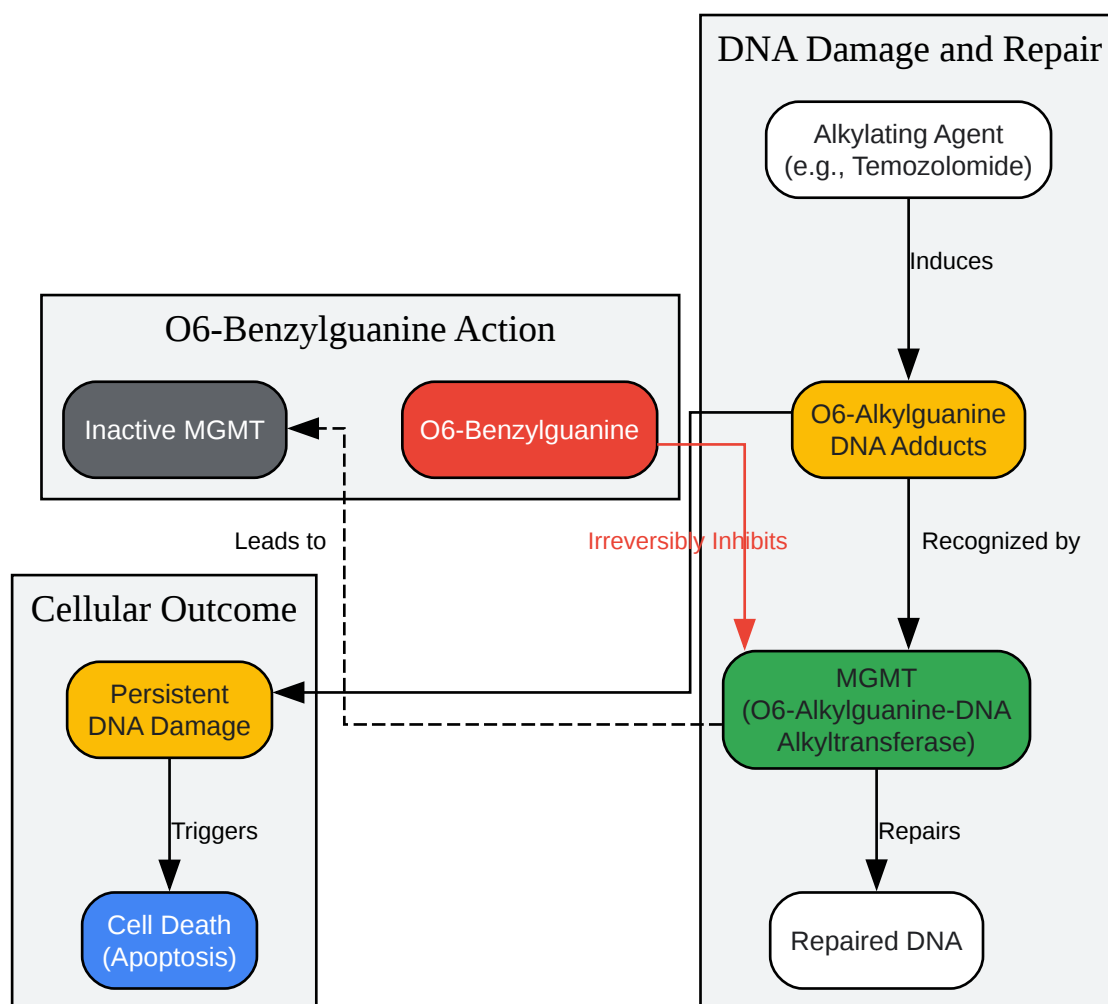 DNA Damage and Repair
Alkylating Agent
(e.g., Temozolomide)
Induces
O6-Benzylguanine Action
Inactive MGMT
O6-Benzylguanine
O6-Alkylguanine
DNA Adducts
Leads to
Irreversibly Inhibits
Recognized by
Cellular Outcome
Persistent
DNA Damage
MGMT
(O6-Alkylguanine-DNA
Alkyltransferase)
Triggers
Repairs
Cell Death
(Apoptosis)
Repaired DNA